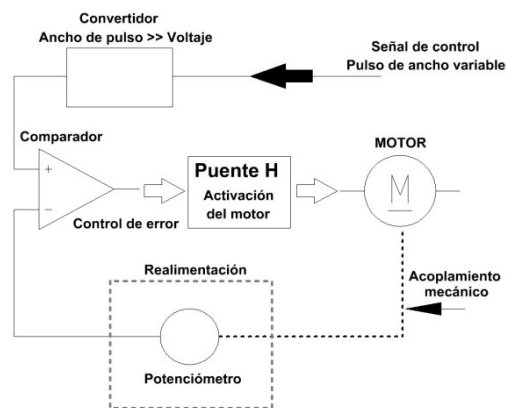 Convertidor
Ancho de pulso >> Voltaje
Señal de control
Pulso de ancho variable
Comparador
MOTOR
+
Puente H
M
Activación
del motor
−
Control de error
Realimentación
Acoplamiento
mecánico
Potenciómetro